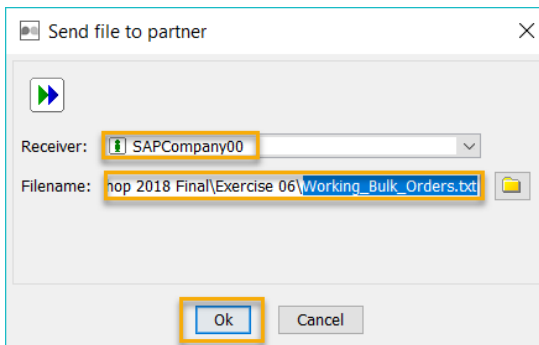 Send file to partner
Receiver: SAPCompany00
Filename: hop 2018 Final\Exercise 06\Working_Bulk_Orders.txt
Ok Cancel